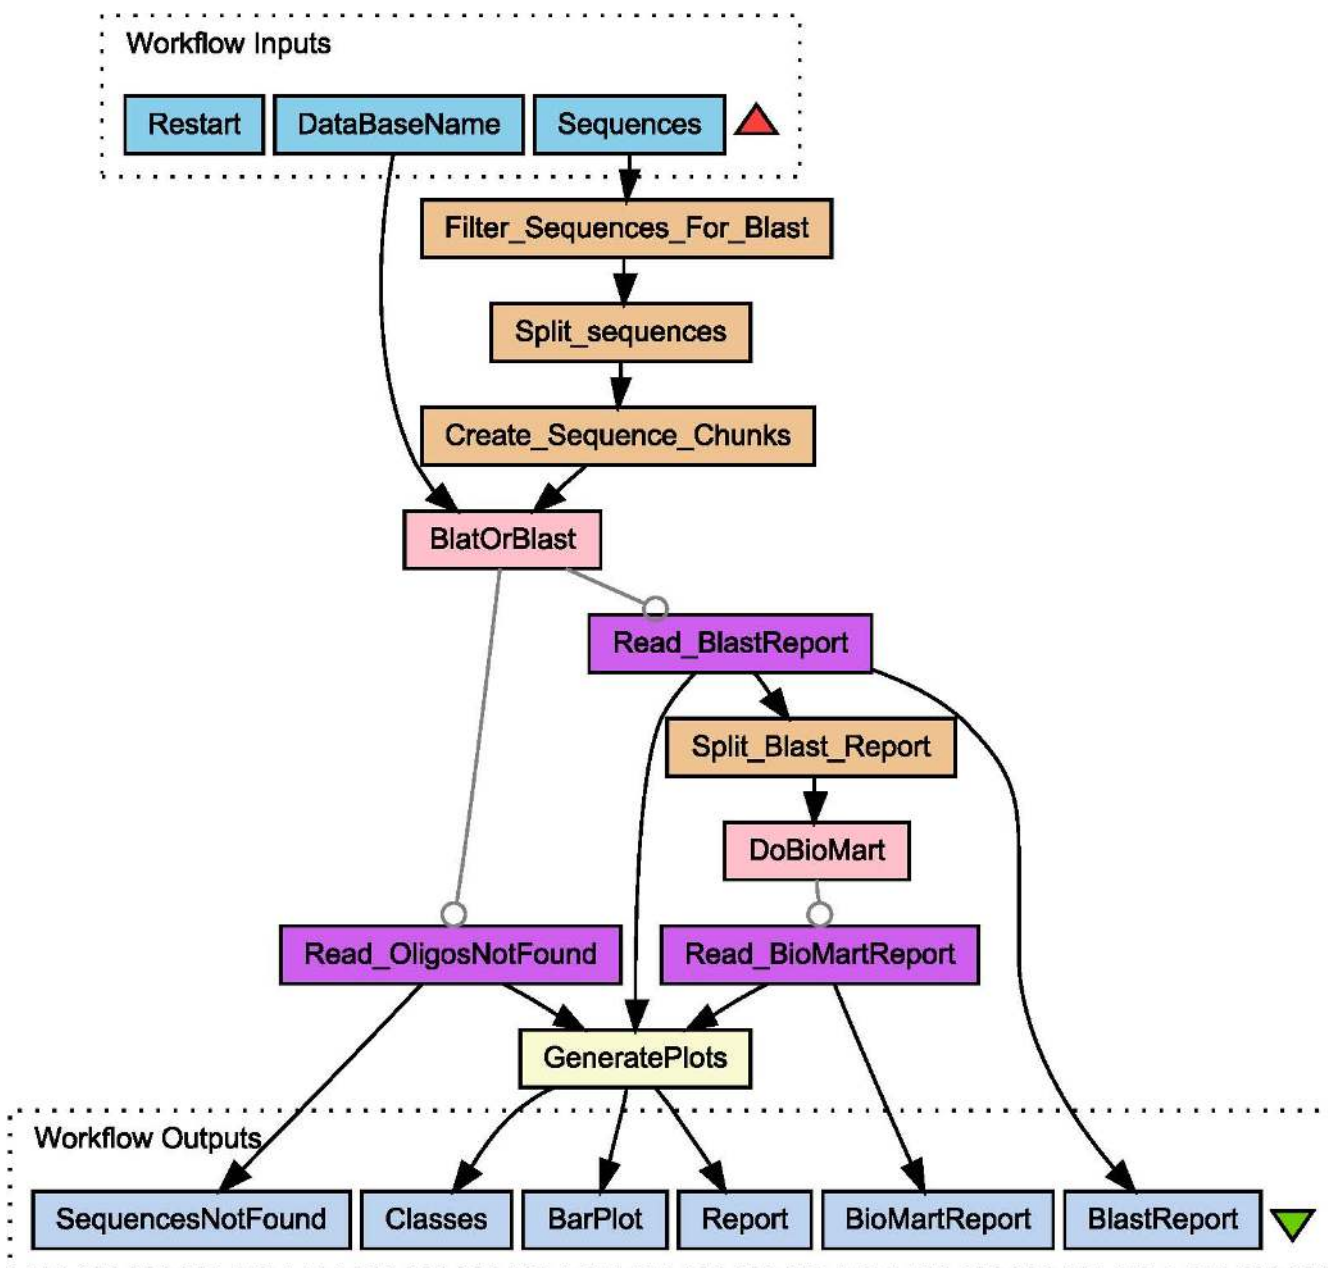 Workflow Inputs
Restart
DataBaseName
Sequences
Filter_Sequences_For_Blast
Split_sequences
Create_Sequence_Chunks
BlatOrBlast
Read_BlastReport
Split_Blast_Report
DoBioMart
Read_OligosNotFound
Read_BioMartReport
GeneratePlots
Workflow Outputs
SequencesNotFound
Classes
BarPlot
Report
BioMartReport
BlastReport